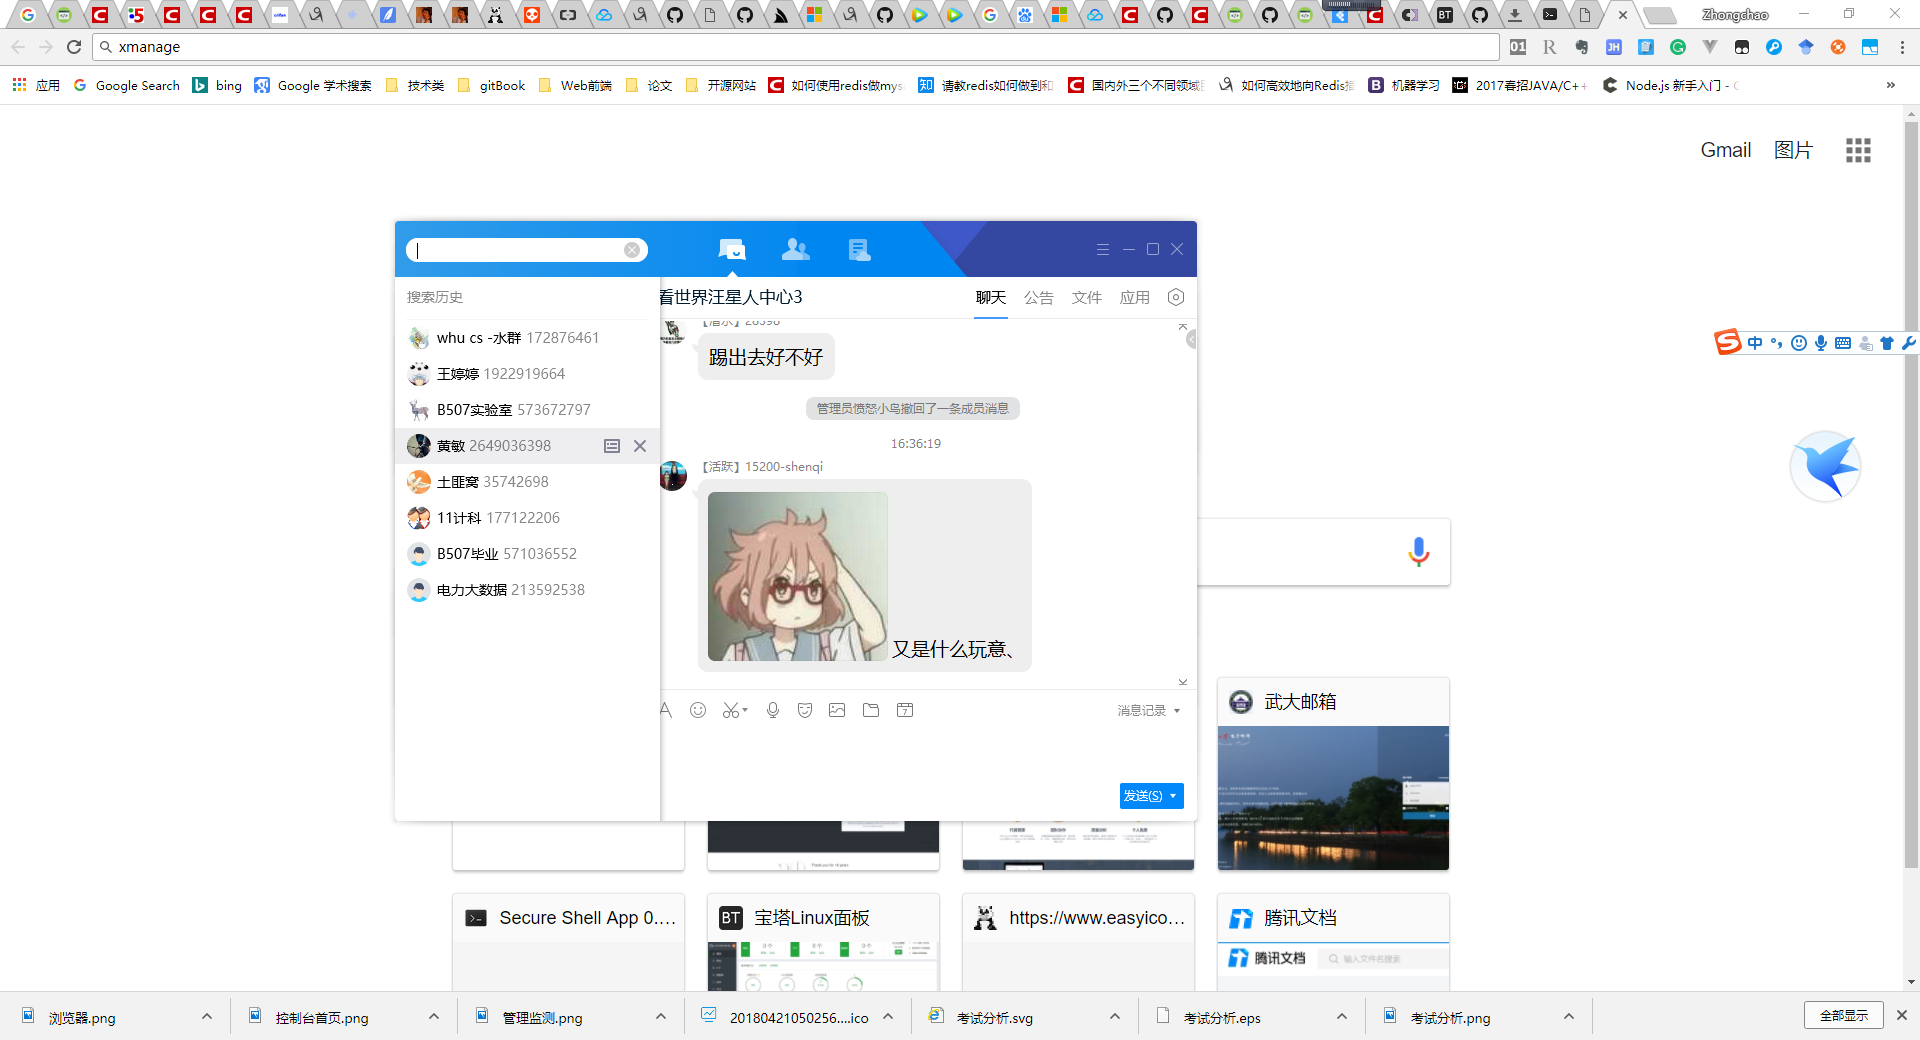 Zhongchao
xmanage
应用
Google Search
bing
Google 学术搜索
技术类
gitBook
Web前端
论文
开源网站
如何使用redis做mys
请教redis如何做到和
国内外三个不同领域
如何高效地向Redis插
机器学习
2017春招JAVA/C++
Node.js 新手入门 -
»
Gmail
图片
搜索历史
whu cs -水群 172876461
王婷婷 1922919664
B507实验室 573672797
黄敏 2649036398
土匪窝 35742698
11计科 177122206
B507毕业 571036552
电力大数据 213592538
看世界汪星人中心3
聊天
公告
文件
应用
【潜水】28398
踢出去好不好
管理员愤怒小鸟撤回了一条成员消息
16:36:19
【活跃】15200-shenqi
又是什么玩意、
消息记录
发送(S)
中
武大邮箱
Secure Shell App 0....
BT 宝塔Linux面板
https://www.easyico...
腾讯文档
腾讯文档
输入文件名搜索
浏览器.png
控制台首页.png
管理监测.png
20180421050256....ico
考试分析.svg
考试分析.eps
考试分析.png
全部显示